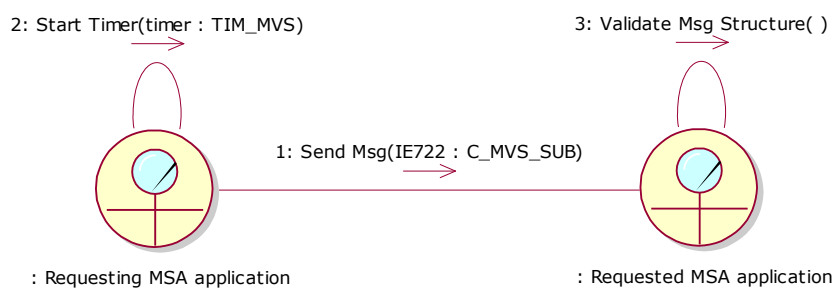 2: Start Timer(timer : TIM_MVS)
3: Validate Msg Structure( )
1: Send Msg(IE722 : C_MVS_SUB)
: Requesting MSA application
: Requested MSA application